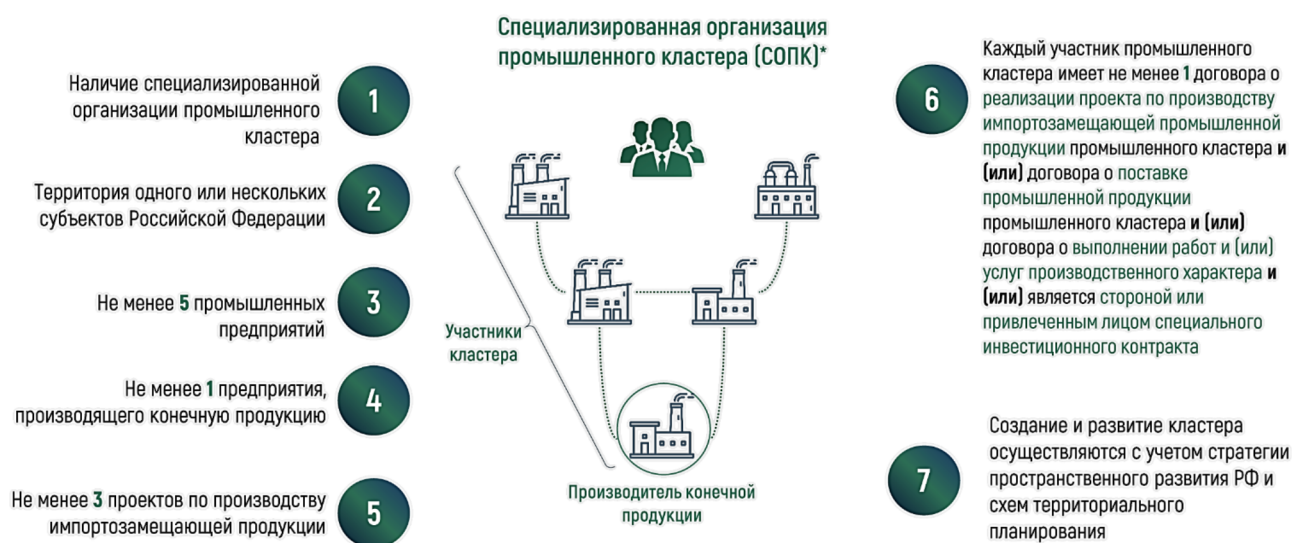 Специализированная организация
промышленного кластера (СОПК)*
1
Наличие специализированной
организации промышленного
кластера
2
Территория одного или нескольких
субъектов Российской Федерации
3
Не менее 5 промышленных
предприятий
4
Не менее 1 предприятия,
производящего конечную продукцию
5
Не менее 3 проектов по производству
импортозамещающей продукции
Участники
кластера
Производитель конечной
продукции
6
Каждый участник промышленного
кластера имеет не менее 1 договора о
реализации проекта по производству
импортозамещающей промышленной
продукции промышленного кластера и
(или) договора о поставке
промышленной продукции
промышленного кластера и (или)
договора о выполнении работ и (или)
услуг производственного характера и
(или) является стороной или
привлеченным лицом специального
инвестиционного контракта
7
Создание и развитие кластера
осуществляются с учетом стратегии
пространственного развития РФ и
схем территориального
планирования